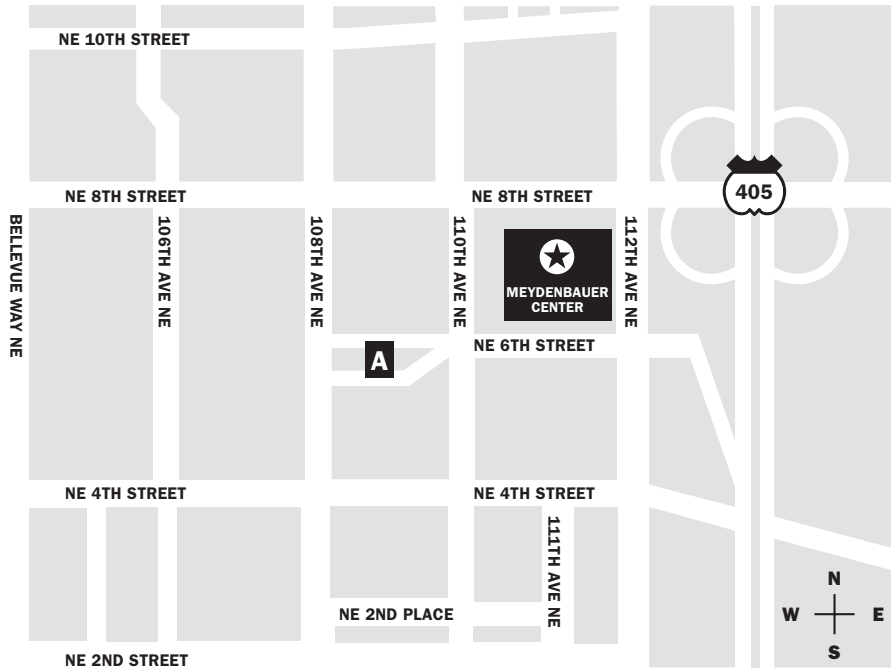 NE 10TH STREET
NE 8TH STREET
NE 8TH STREET
405
BELLEVUE WAY NE
106TH AVE NE
108TH AVE NE
110TH AVE NE
112TH AVE NE
MEYDENBAUER
CENTER
NE 6TH STREET
A
NE 4TH STREET
NE 4TH STREET
111TH AVE NE
NE 2ND PLACE
NE 2ND STREET
N
W
E
S